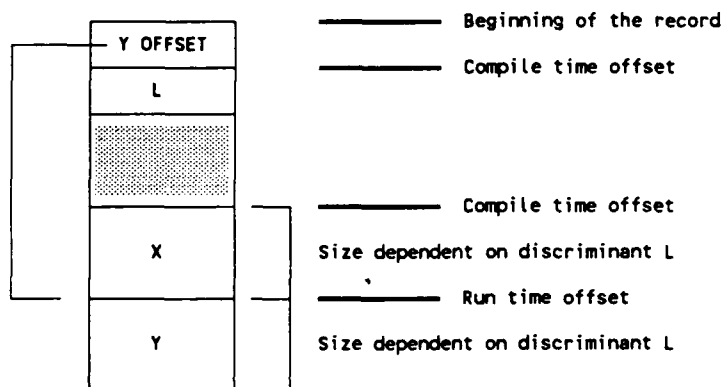 Beginning of the record
Y OFFSET
Compile time offset
L
Compile time offset
X
Size dependent on discriminant L
Run time offset
Y
Size dependent on discriminant L